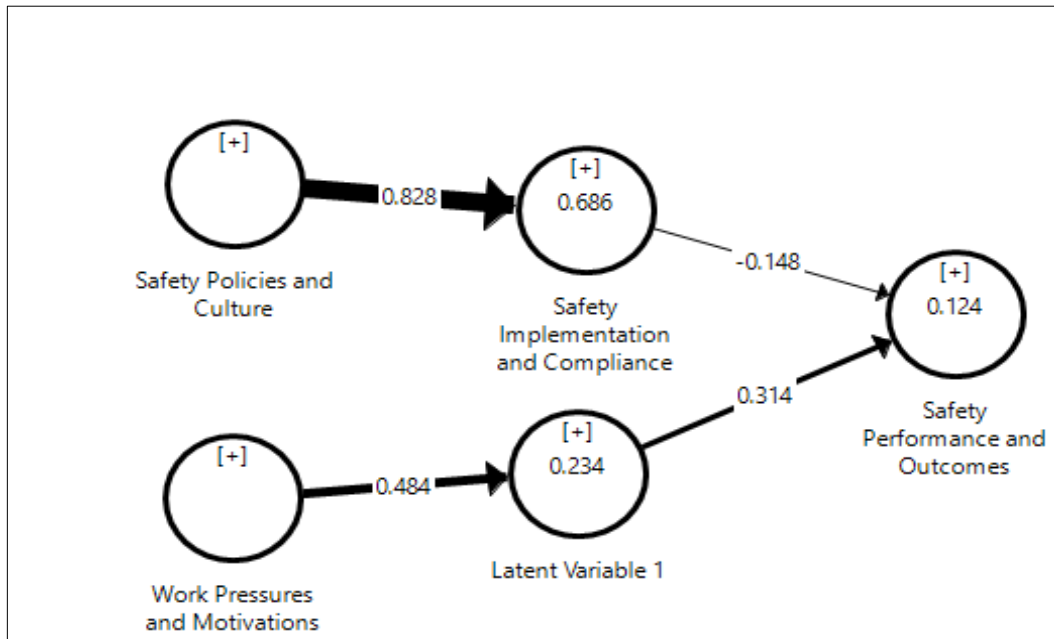 [+]
Safety Policies and
Culture
0.828
[+]
0.686
Safety
Implementation
and Compliance
-0.148
[+]
0.124
Safety
Performance and
Outcomes
[+]
Work Pressures
and Motivations
0.484
[+]
0.234
Latent Variable 1
0.314